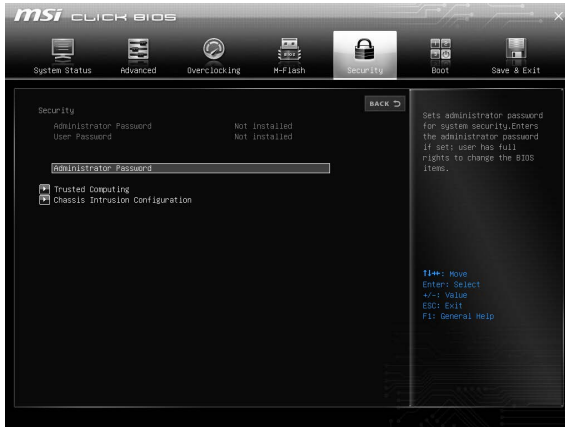 msi CLICK BIOS
System Status
Advanced
Overclocking
M-Flash
Security
Boot
Save & Exit
BACK
Security
Administrator Password Not installed
User Password Not installed
Administrator Password
Trusted Computing
Chassis Intrusion Configuration
Sets administrator password
for system security.Enters
the administrator password
if set; user has full
rights to change the BIOS
items.
↑↓→←: Move
Enter: Select
+/-: Value
ESC: Exit
F1: General Help